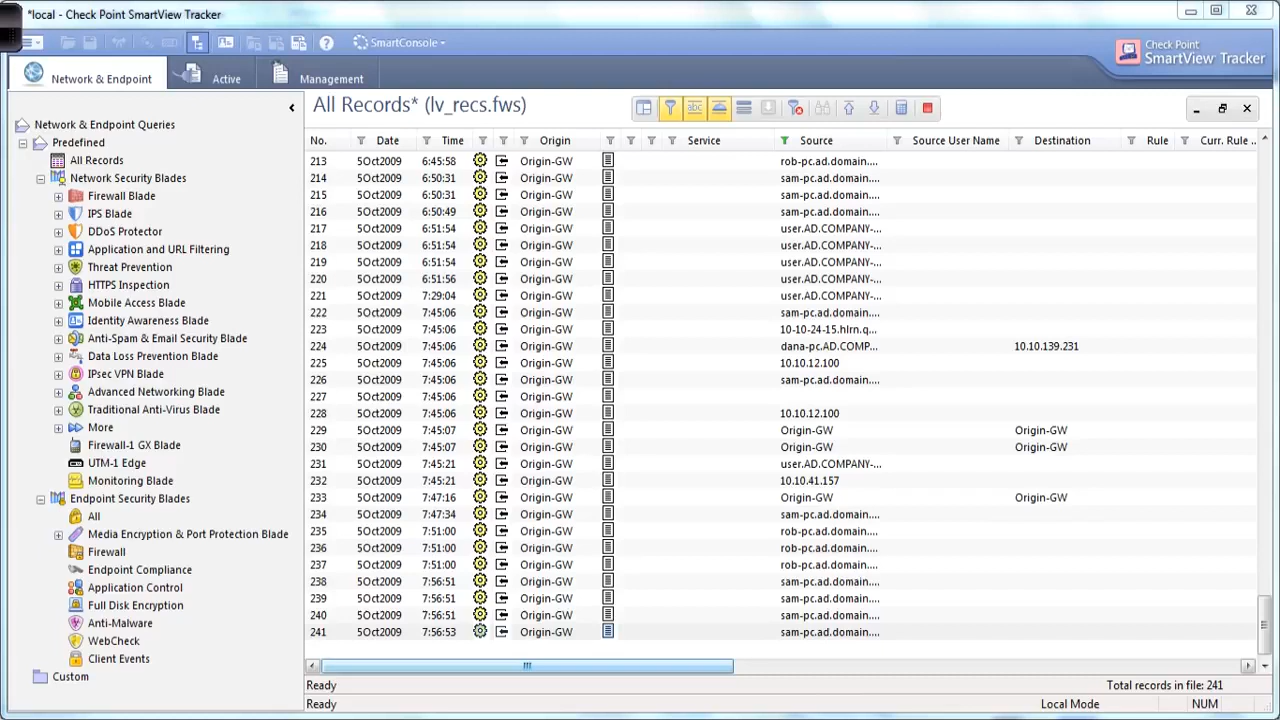 *local - Check Point SmartView Tracker
SmartConsole
Check Point
SmartView Tracker
Network & Endpoint
Active
Management
Network & Endpoint Queries
Predefined
All Records
Network Security Blades
Firewall Blade
IPS Blade
DDoS Protector
Application and URL Filtering
Threat Prevention
HTTPS Inspection
Mobile Access Blade
Identity Awareness Blade
Anti-Spam & Email Security Blade
Data Loss Prevention Blade
IPsec VPN Blade
Advanced Networking Blade
Traditional Anti-Virus Blade
More
Firewall-1 GX Blade
UTM-1 Edge
Monitoring Blade
Endpoint Security Blades
All
Media Encryption & Port Protection Blade
Firewall
Endpoint Compliance
Application Control
Full Disk Encryption
Anti-Malware
WebCheck
Client Events
Custom
All Records* (lv_recs.fws)
No. Date Time Origin Service Source Source User Name Destination Rule Curr. Rule ..
213 5Oct2009 6:45:58 Origin-GW rob-pc.ad.domain....
214 5Oct2009 6:50:31 Origin-GW sam-pc.ad.domain....
215 5Oct2009 6:50:31 Origin-GW sam-pc.ad.domain....
216 5Oct2009 6:50:49 Origin-GW sam-pc.ad.domain....
217 5Oct2009 6:51:54 Origin-GW user.AD.COMPANY-...
218 5Oct2009 6:51:54 Origin-GW user.AD.COMPANY-...
219 5Oct2009 6:51:54 Origin-GW user.AD.COMPANY-...
220 5Oct2009 6:51:56 Origin-GW user.AD.COMPANY-...
221 5Oct2009 7:29:04 Origin-GW user.AD.COMPANY-...
222 5Oct2009 7:45:06 Origin-GW sam-pc.ad.domain....
223 5Oct2009 7:45:06 Origin-GW 10-10-24-15.hlrn.q...
224 5Oct2009 7:45:06 Origin-GW dana-pc.AD.COMP... 10.10.139.231
225 5Oct2009 7:45:06 Origin-GW 10.10.12.100
226 5Oct2009 7:45:06 Origin-GW sam-pc.ad.domain....
227 5Oct2009 7:45:06 Origin-GW
228 5Oct2009 7:45:06 Origin-GW 10.10.12.100
229 5Oct2009 7:45:07 Origin-GW Origin-GW Origin-GW
230 5Oct2009 7:45:07 Origin-GW Origin-GW Origin-GW
231 5Oct2009 7:45:21 Origin-GW user.AD.COMPANY-...
232 5Oct2009 7:45:21 Origin-GW 10.10.41.157
233 5Oct2009 7:47:16 Origin-GW Origin-GW Origin-GW
234 5Oct2009 7:47:34 Origin-GW sam-pc.ad.domain....
235 5Oct2009 7:51:00 Origin-GW rob-pc.ad.domain....
236 5Oct2009 7:51:00 Origin-GW rob-pc.ad.domain....
237 5Oct2009 7:51:00 Origin-GW rob-pc.ad.domain....
238 5Oct2009 7:56:51 Origin-GW sam-pc.ad.domain....
239 5Oct2009 7:56:51 Origin-GW sam-pc.ad.domain....
240 5Oct2009 7:56:51 Origin-GW sam-pc.ad.domain....
241 5Oct2009 7:56:53 Origin-GW sam-pc.ad.domain....
Ready Total records in file: 241
Ready Local Mode NUM